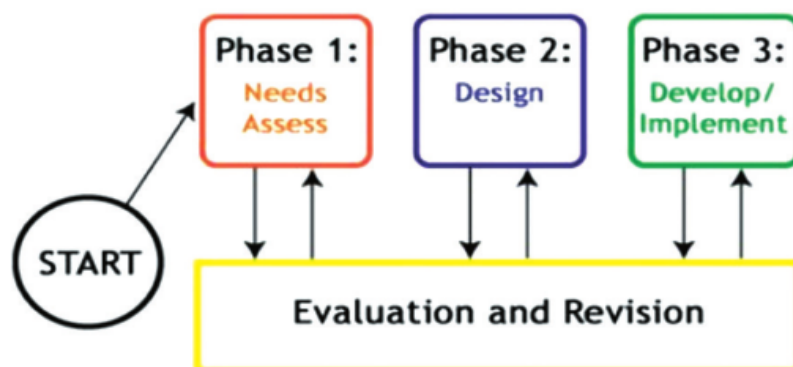 Phase 1:
Needs
Assess
Phase 2:
Design
Phase 3:
Develop/
Implement
START
Evaluation and Revision